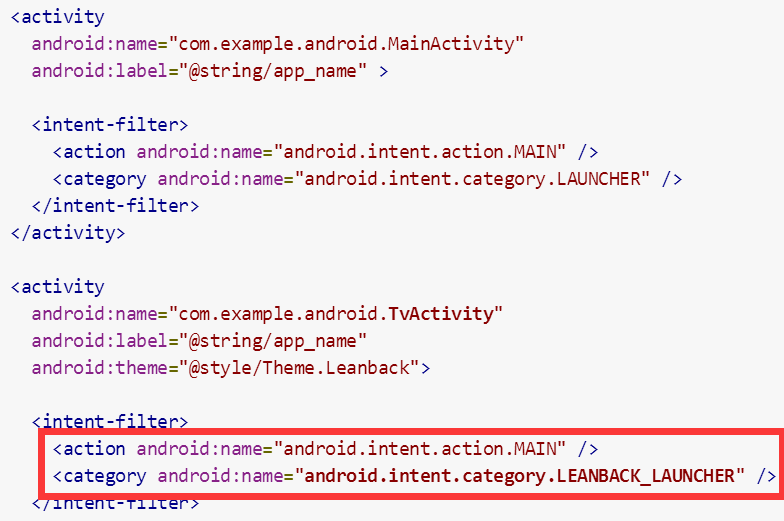 <activity
android:name="com.example.android.MainActivity"
android:label="@string/app_name" >
<intent-filter>
<action android:name="android.intent.action.MAIN" />
<category android:name="android.intent.category.LAUNCHER" />
</intent-filter>
</activity>
<activity
android:name="com.example.android.TvActivity"
android:label="@string/app_name"
android:theme="@style/Theme.Leanback">
<intent-filter>
<action android:name="android.intent.action.MAIN" />
<category android:name="android.intent.category.LEANBACK_LAUNCHER" />
</intent-filter>